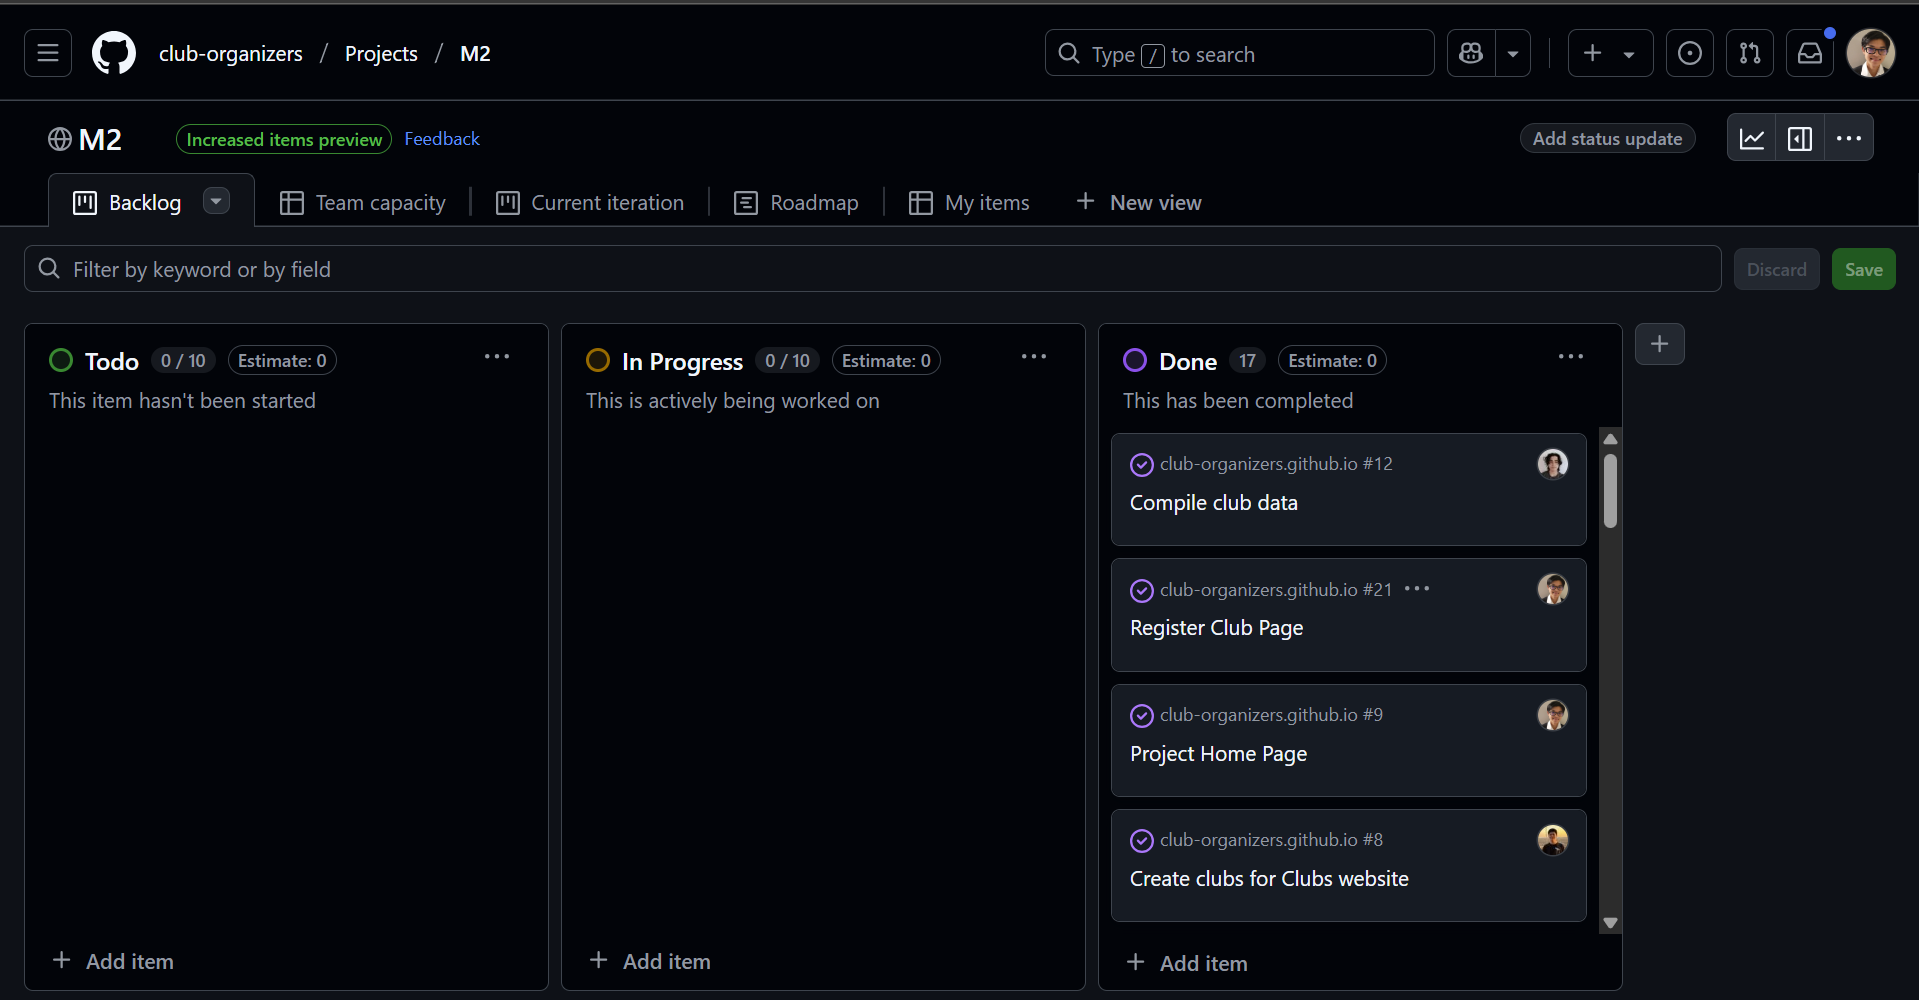 club-organizers / Projects / M2
Type / to search
M2
Increased items preview
Feedback
Add status update
Backlog
Team capacity
Current iteration
Roadmap
My items
New view
Filter by keyword or by field
Discard
Save
Todo 0 / 10 Estimate: 0
This item hasn't been started
Add item
In Progress 0 / 10 Estimate: 0
This is actively being worked on
Add item
Done 17 Estimate: 0
This has been completed
club-organizers.github.io #12
Compile club data
club-organizers.github.io #21
Register Club Page
club-organizers.github.io #9
Project Home Page
club-organizers.github.io #8
Create clubs for Clubs website
Add item